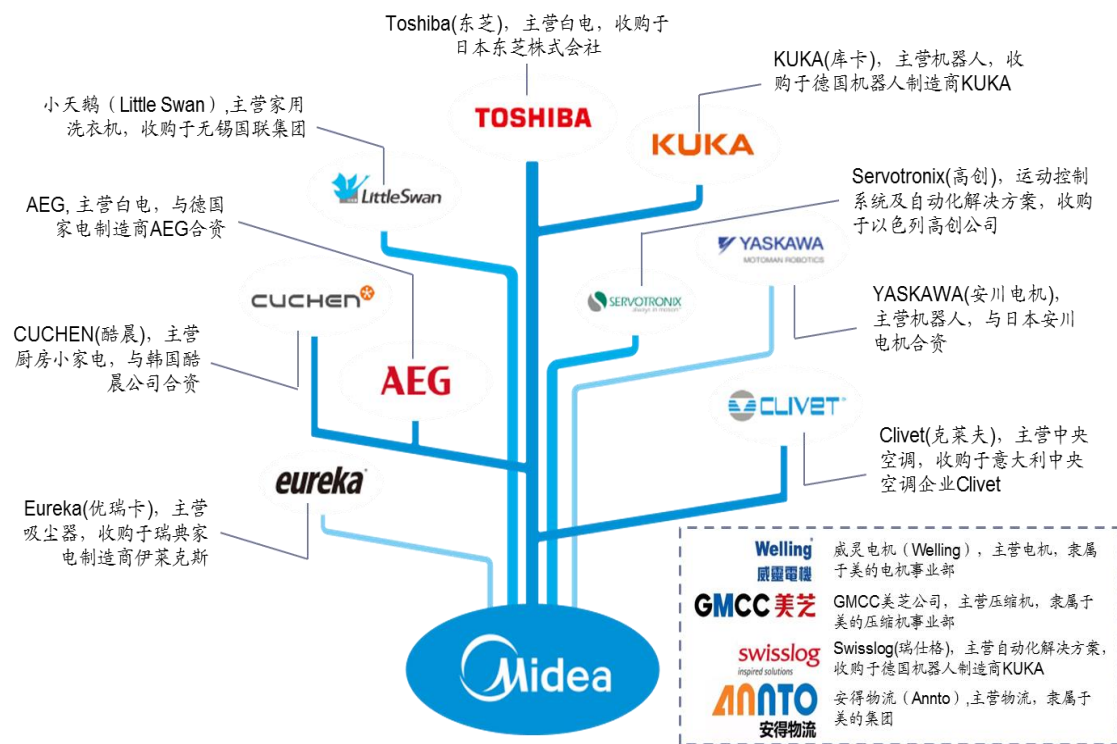 Toshiba(东芝)，主营白电，收购于
日本东芝株式会社
TOSHIBA
KUKA(库卡)，主营机器人，收
购于德国机器人制造商KUKA
KUKA
小天鹅（Little Swan）,主营家用
洗衣机，收购于无锡国联集团
LittleSwan
Servotronix(高创)，运动控制
系统及自动化解决方案，收购
于以色列高创公司
SERVOTRONIX
always in motion
AEG, 主营白电，与德国
家电制造商AEG合资
AEG
YASKAWA
MOTOMAN ROBOTICS
YASKAWA(安川电机)，
主营机器人，与日本安川
电机合资
CUCHEN
CUCHEN(酷晨)，主营
厨房小家电，与韩国酷
晨公司合资
CLIVET™
Clivet(克莱夫)，主营中央
空调，收购于意大利中央
空调企业Clivet
eureka®
Eureka(优瑞卡)，主营
吸尘器，收购于瑞典家
电制造商伊莱克斯
Midea
Welling®
威靈電機
威灵电机（Welling），主营电机，隶属
于美的电机事业部
GMCC 美芝
GMCC美芝公司，主营压缩机，隶属于
美的压缩机事业部
swisslog
inspired solutions
Swisslog(瑞仕格)，主营自动化解决方案，
收购于德国机器人制造商KUKA
ANNTO
安得物流
安得物流（Annto）,主营物流，隶属于
美的集团